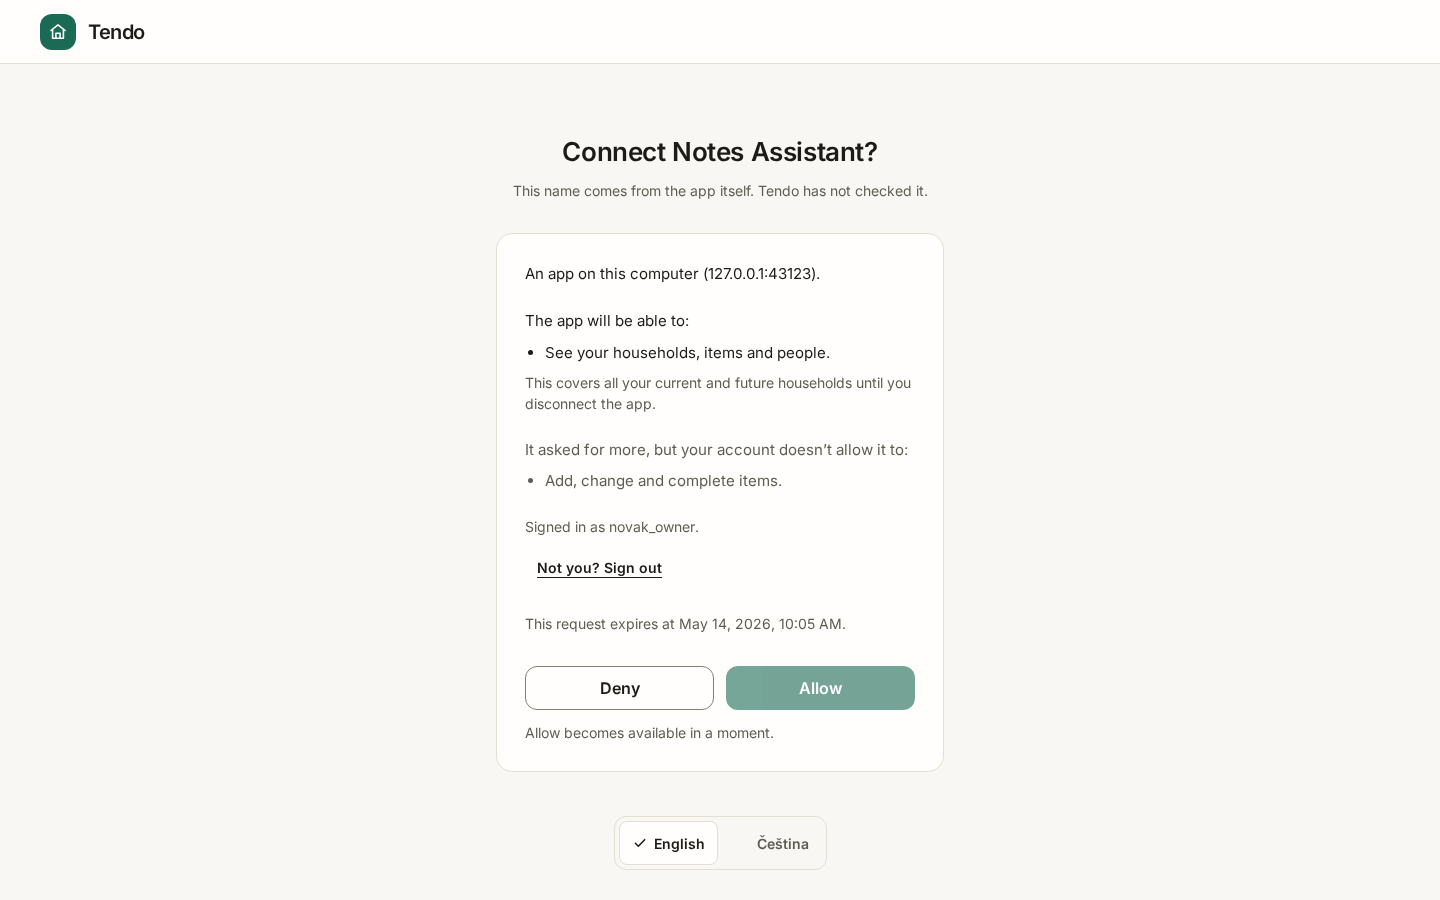 Tendo
Connect Notes Assistant?
This name comes from the app itself. Tendo has not checked it.
An app on this computer (127.0.0.1:43123).
The app will be able to:
• See your households, items and people.
This covers all your current and future households until you
disconnect the app.
It asked for more, but your account doesn’t allow it to:
• Add, change and complete items.
Signed in as novak_owner.
Not you? Sign out
This request expires at May 14, 2026, 10:05 AM.
Deny
Allow
Allow becomes available in a moment.
English
Čeština